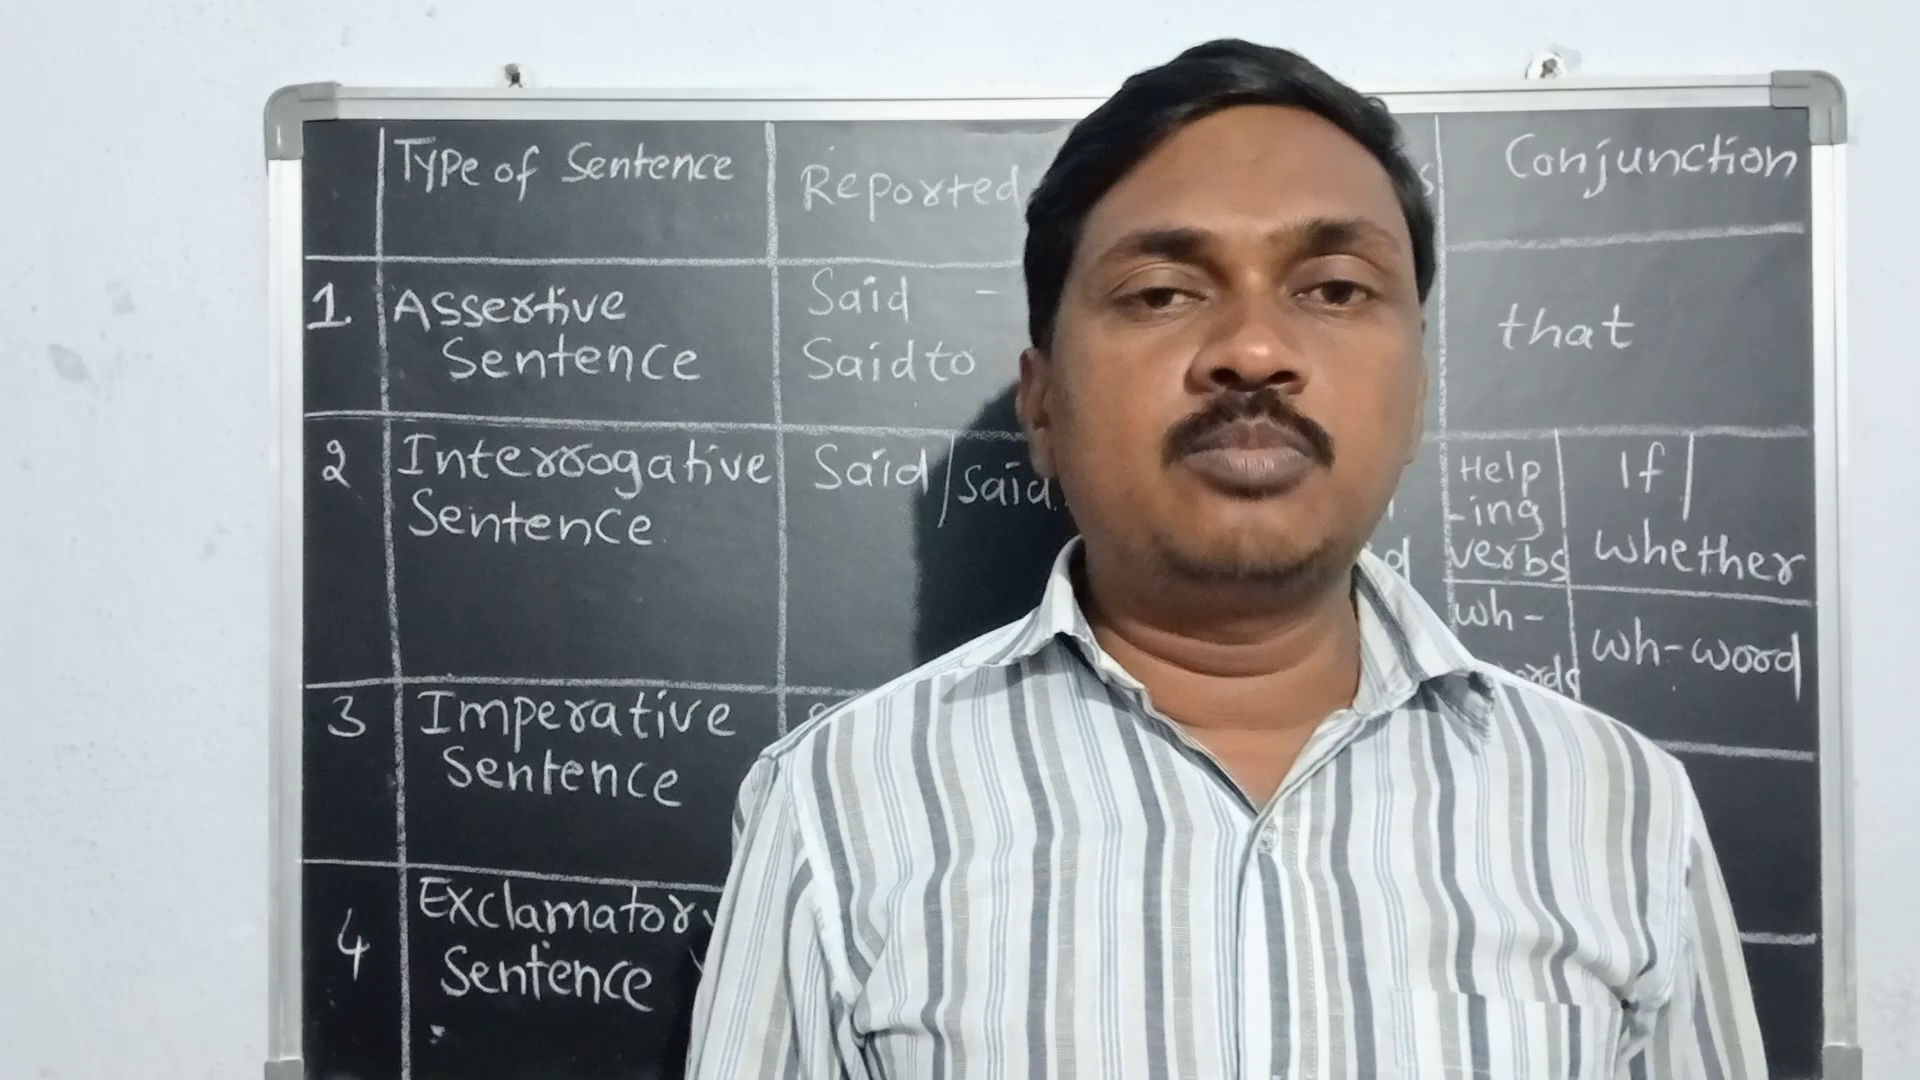 Type of Sentence
Reported
Conjunction
1 Assertive
Sentence
Said -
Said to
that
2 Interrogative
Sentence
Said/Said
Help
-ing
verbs
If/
whether
wh-
wh-word
3 Imperative
Sentence
4 Exclamatory
Sentence